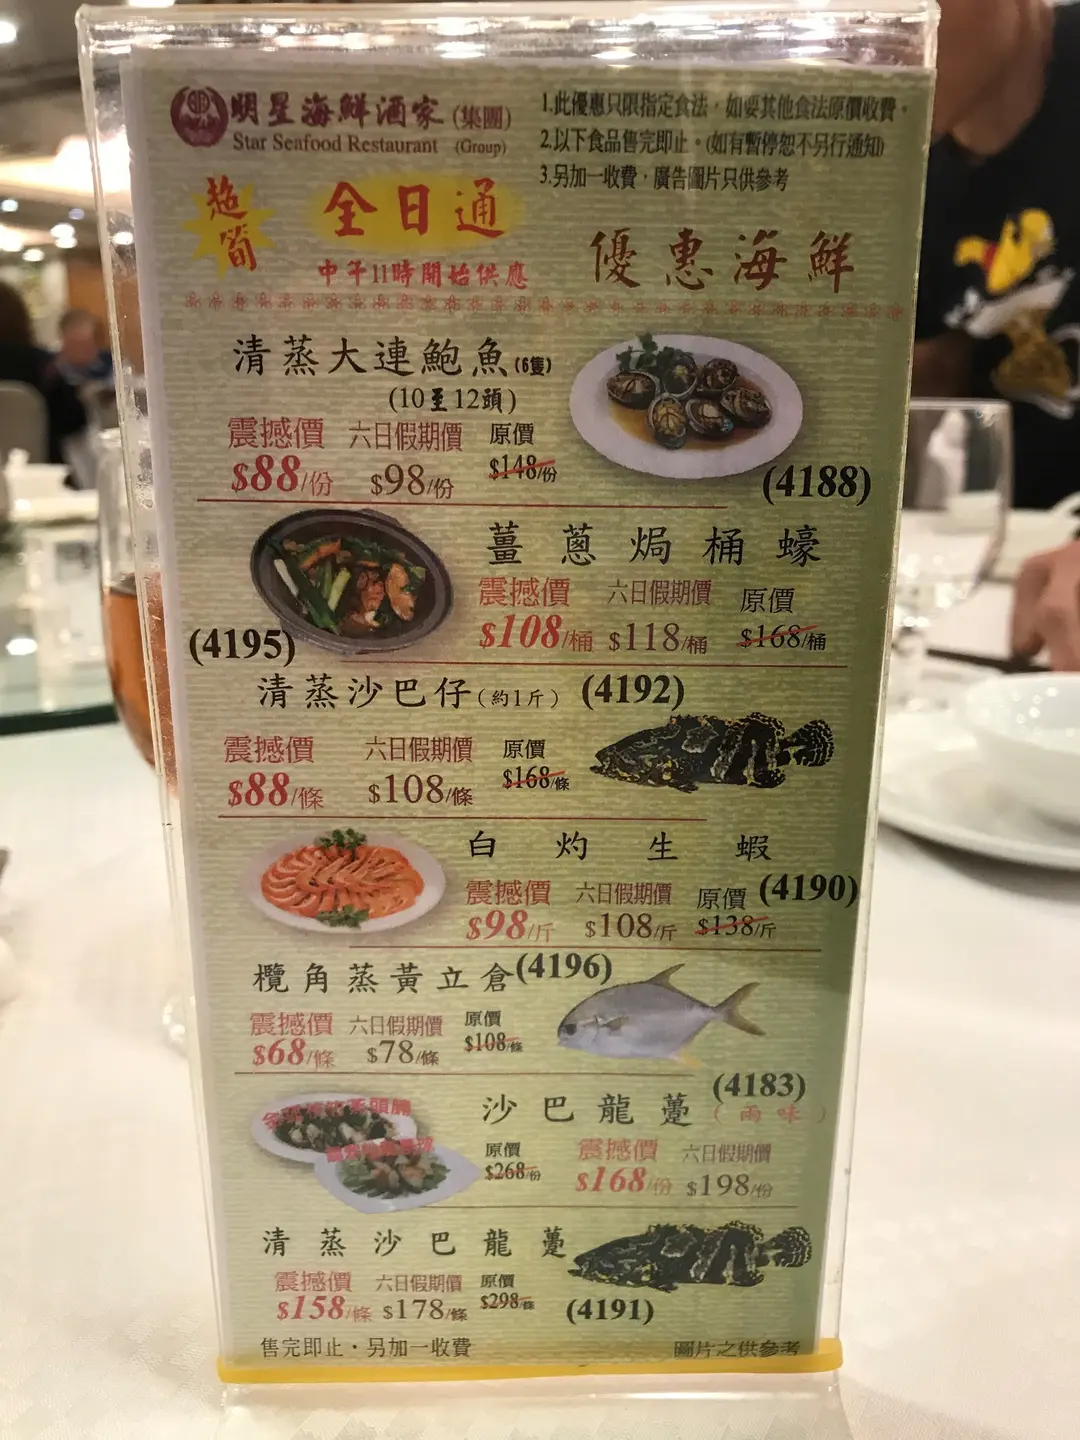 明星海鮮酒家(集團)
Star Seafood Restaurant (Group)
1.此優惠只限指定食法,如要其他食法原價收費。
2.以下食品售完即止。(如有暫停恕不另行通知)
3.另加一收費,廣告圖片只供參考
超筍
全日通
中午11時開始供應
優惠海鮮
清蒸大連鮑魚(6隻)
(10至12頭)
震撼價 六日假期價 原價
$88/份 $98/份 $148/份
(4188)
薑蔥焗桶蠔
震撼價 六日假期價 原價
$108/桶 $118/桶 $168/桶
(4195)
清蒸沙巴仔(約1斤) (4192)
震撼價 六日假期價 原價
$88/條 $108/條 $168/條
白灼生蝦
震撼價 六日假期價 原價 (4190)
$98/斤 $108/斤 $138/斤
欖角蒸黃立倉(4196)
震撼價 六日假期價 原價
$68/條 $78/條 $108/條
(4183)
沙巴龍躉(兩味)
原價 震撼價 六日假期價
$268/份 $168/份 $198/份
清蒸沙巴龍躉
震撼價 六日假期價 原價
$158/條 $178/條 $298/條
(4191)
售完即止・另加一收費
圖片之供參考